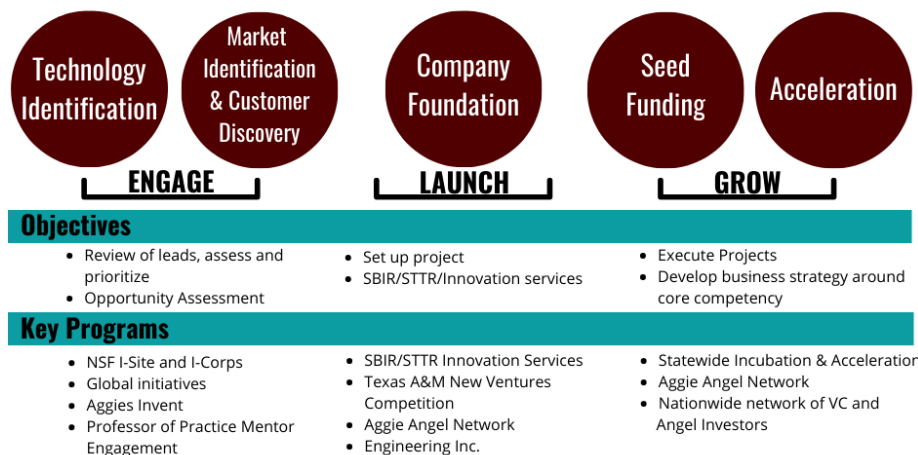 Technology
Identification
Market
Identification
& Customer
Discovery
Company
Foundation
Seed
Funding
Acceleration
ENGAGE
LAUNCH
GROW
Objectives
• Review of leads, assess and
prioritize
• Opportunity Assessment
• Set up project
• SBIR/STTR/Innovation services
• Execute Projects
• Develop business strategy around
core competency
Key Programs
• NSF I-Site and I-Corps
• Global initiatives
• Aggies Invent
• Professor of Practice Mentor
Engagement
• SBIR/STTR Innovation Services
• Texas A&M New Ventures
Competition
• Aggie Angel Network
• Engineering Inc.
• Statewide Incubation & Acceleration
• Aggie Angel Network
• Nationwide network of VC and
Angel Investors